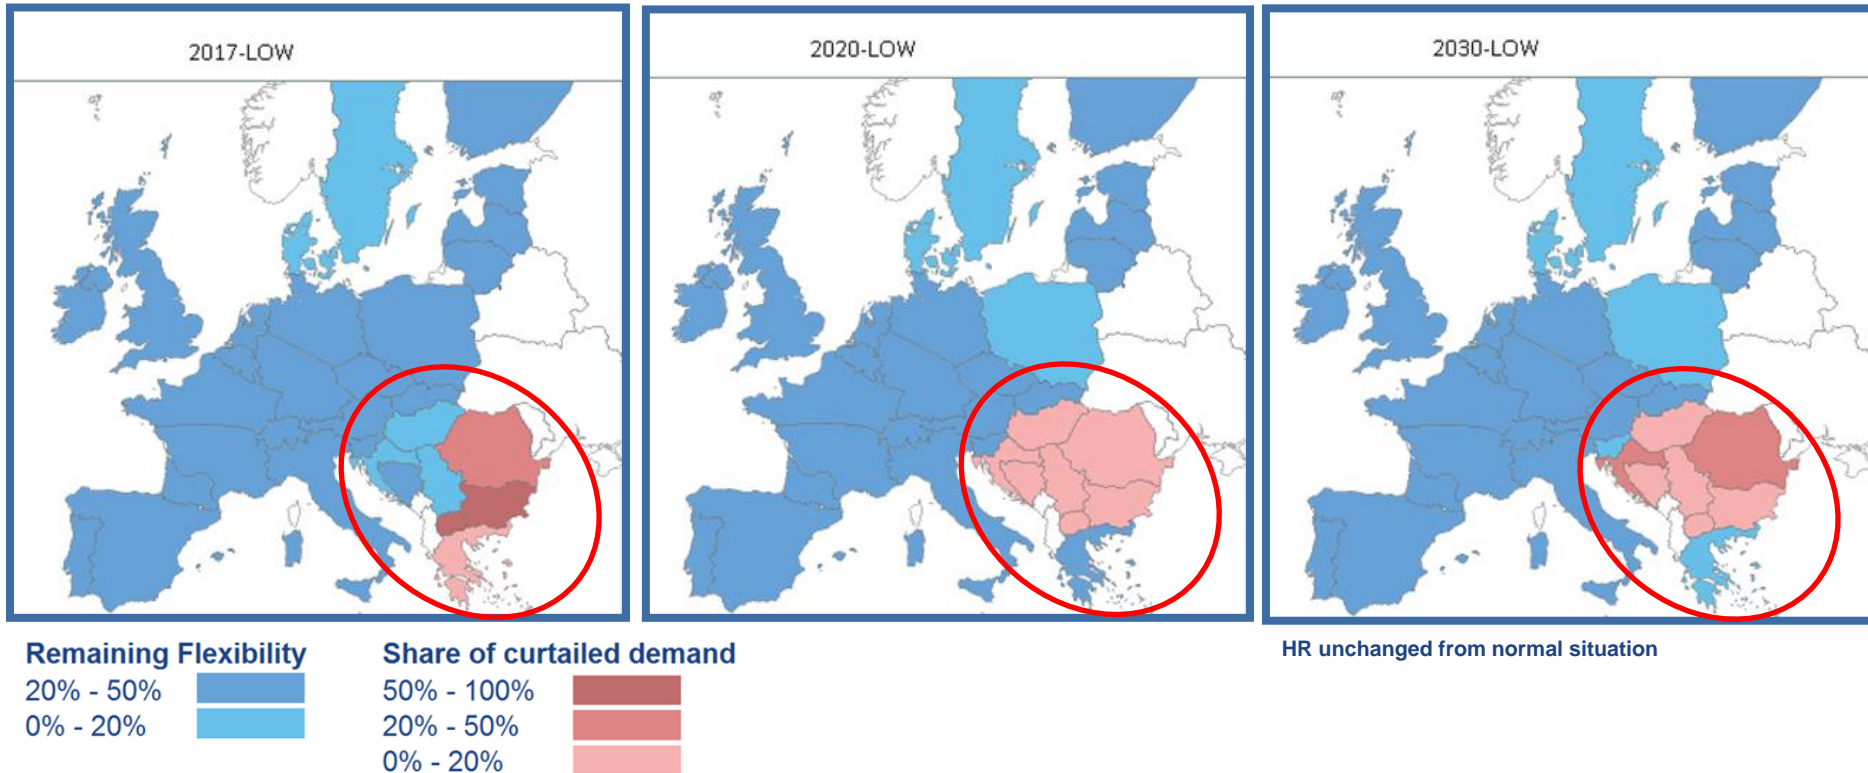 2017-LOW
2020-LOW
2030-LOW
HR unchanged from normal situation
Remaining Flexibility
20% - 50%
0% - 20%
Share of curtailed demand
50% - 100%
20% - 50%
0% - 20%